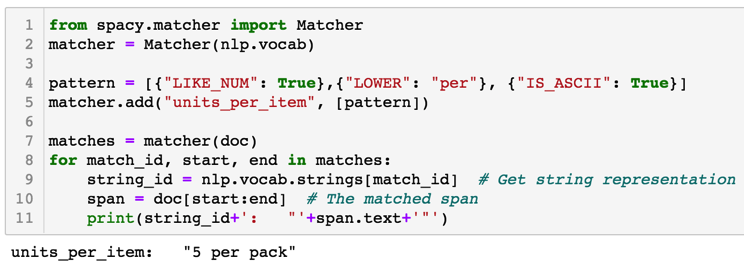 1 from spacy.matcher import Matcher
2 matcher = Matcher(nlp.vocab)
3
4 pattern = [{"LIKE_NUM": True},{"LOWER": "per"}, {"IS_ASCII": True}]
5 matcher.add("units_per_item", [pattern])
6
7 matches = matcher(doc)
8 for match_id, start, end in matches:
9     string_id = nlp.vocab.strings[match_id]  # Get string representation
10     span = doc[start:end]  # The matched span
11     print(string_id+':   "'+span.text+'"')
units_per_item:   "5 per pack"